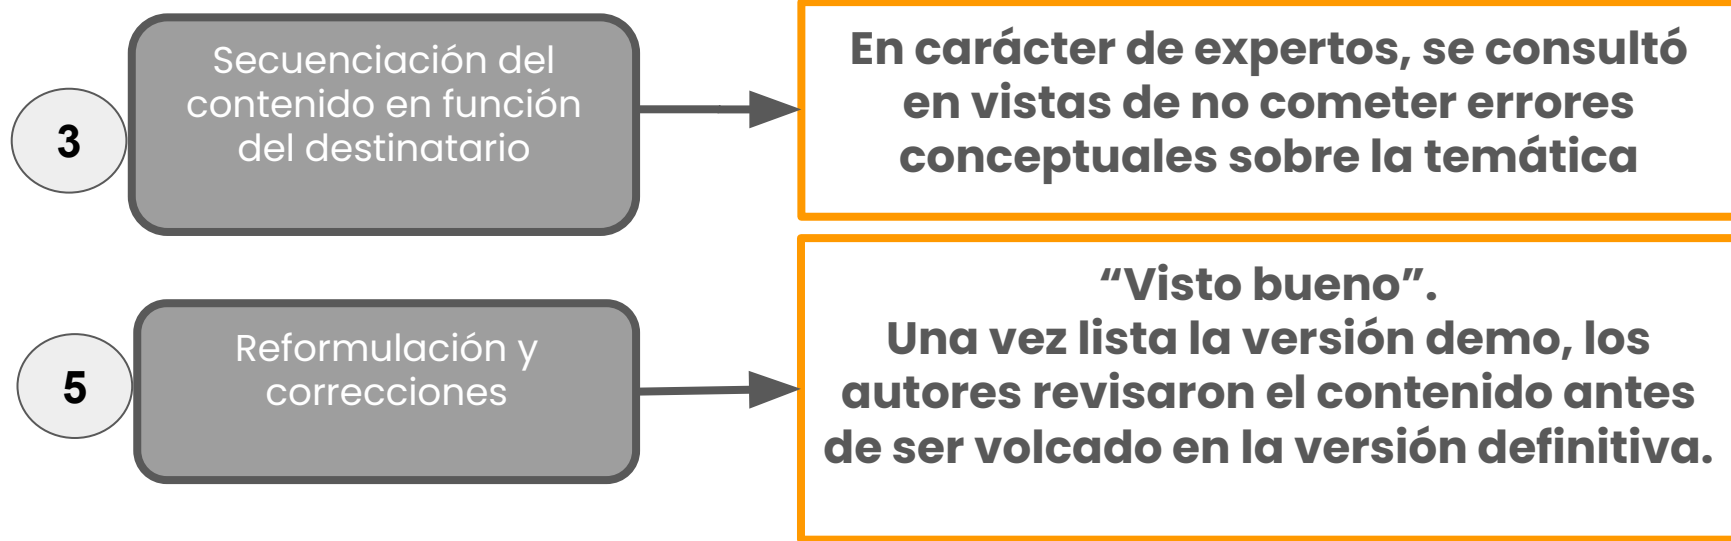 3
Secuenciación del
contenido en función
del destinatario
En carácter de expertos, se consultó
en vistas de no cometer errores
conceptuales sobre la temática
5
Reformulación y
correcciones
“Visto bueno”.
Una vez lista la versión demo, los
autores revisaron el contenido antes
de ser volcado en la versión definitiva.